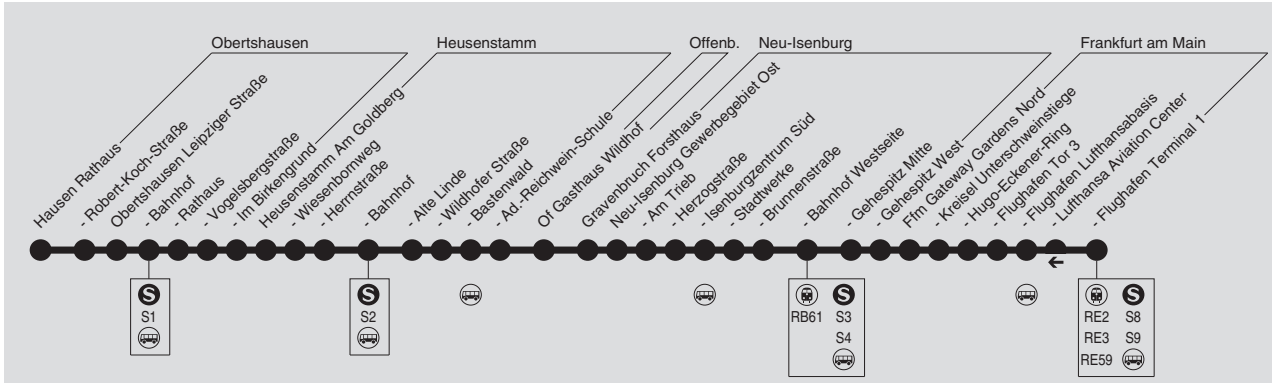 Obertshausen
Heusenstamm
Offenb.
Neu-Isenburg
Frankfurt am Main
Hausen Rathaus
- Robert-Koch-Straße
Obertshausen Leipziger Straße
- Bahnhof
- Rathaus
- Vogelsbergstraße
- Im Birkengrund
Heusenstamm Am Goldberg
- Wiesenbornweg
- Herrnstraße
- Bahnhof
- Alte Linde
- Wildhofer Straße
- Bastenwald
- Ad.-Reichwein-Schule
Of Gasthaus Wildhof
Gravenbruch Forsthaus
Neu-Isenburg Gewerbegebiet Ost
- Am Trieb
- Herzogstraße
- Isenburgzentrum Süd
- Stadtwerke
- Brunnenstraße
- Bahnhof Westseite
- Gehespitz Mitte
- Gehespitz West
Ffm Gateway Gardens Nord
- Kreisel Unterschweinstiege
- Hugo-Eckener-Ring
- Flughafen Tor 3
- Flughafen Lufthansabasis
- Lufthansa Aviation Center
- Flughafen Terminal 1
S
S1
S
S2
S
RB61 S3
S4
S
RE2 S8
RE3 S9
RE59